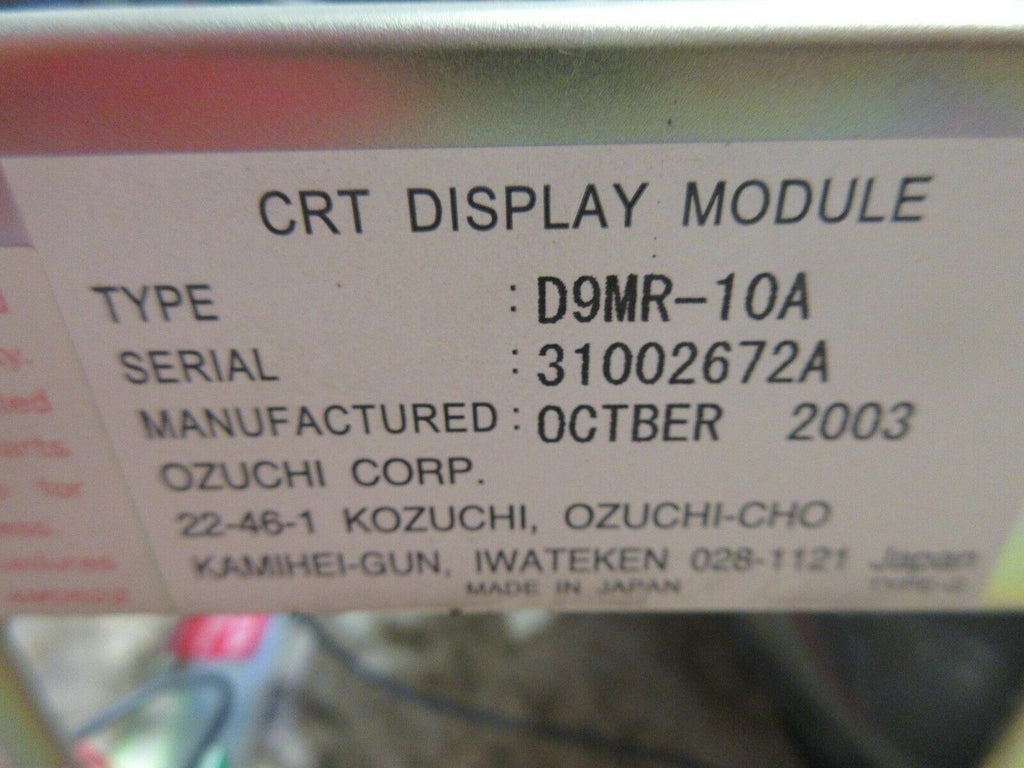 CRT DISPLAY MODULE
TYPE : D9MR-10A
SERIAL : 31002672A
MANUFACTURED : OCTBER 2003
OZUCHI CORP.
22-46-1 KOZUCHI, OZUCHI-CHO
KAMIHEI-GUN, IWATEKEN 028-1121 Japan
MADE IN JAPAN
for